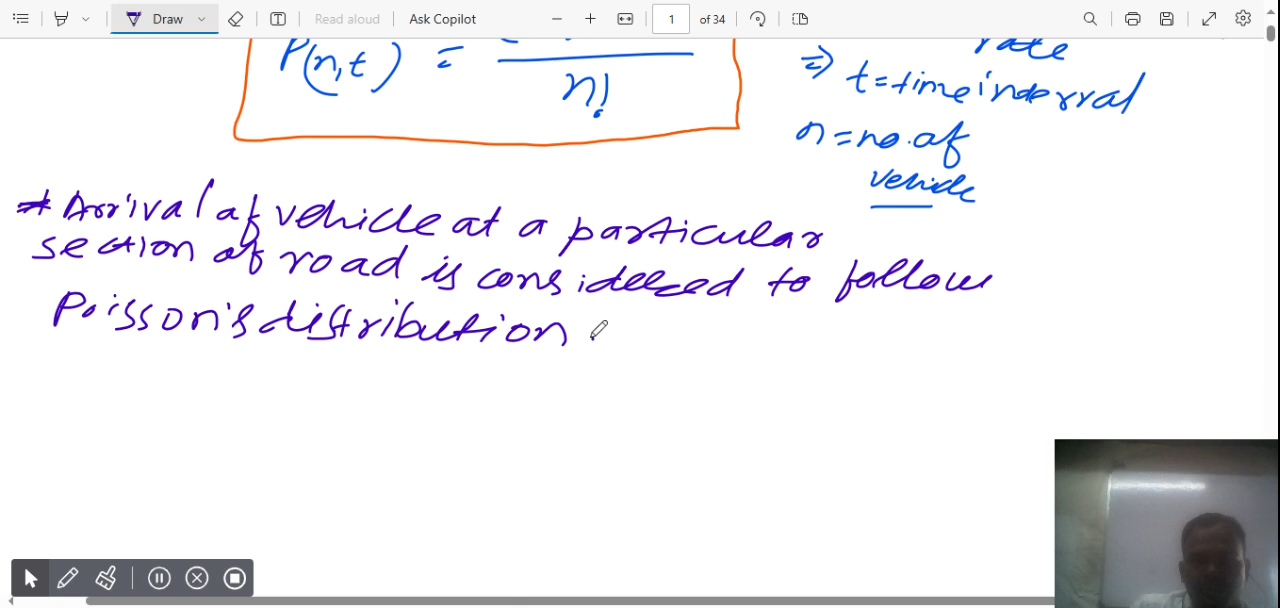 Draw
Read aloud
Ask Copilot
1
of 34
P(n,t) =
n!
rate
⇒ t = time interval
n = no. of
vehicle
* Arrival of vehicle at a particular
section of road is considered to follow
Poisson's distribution